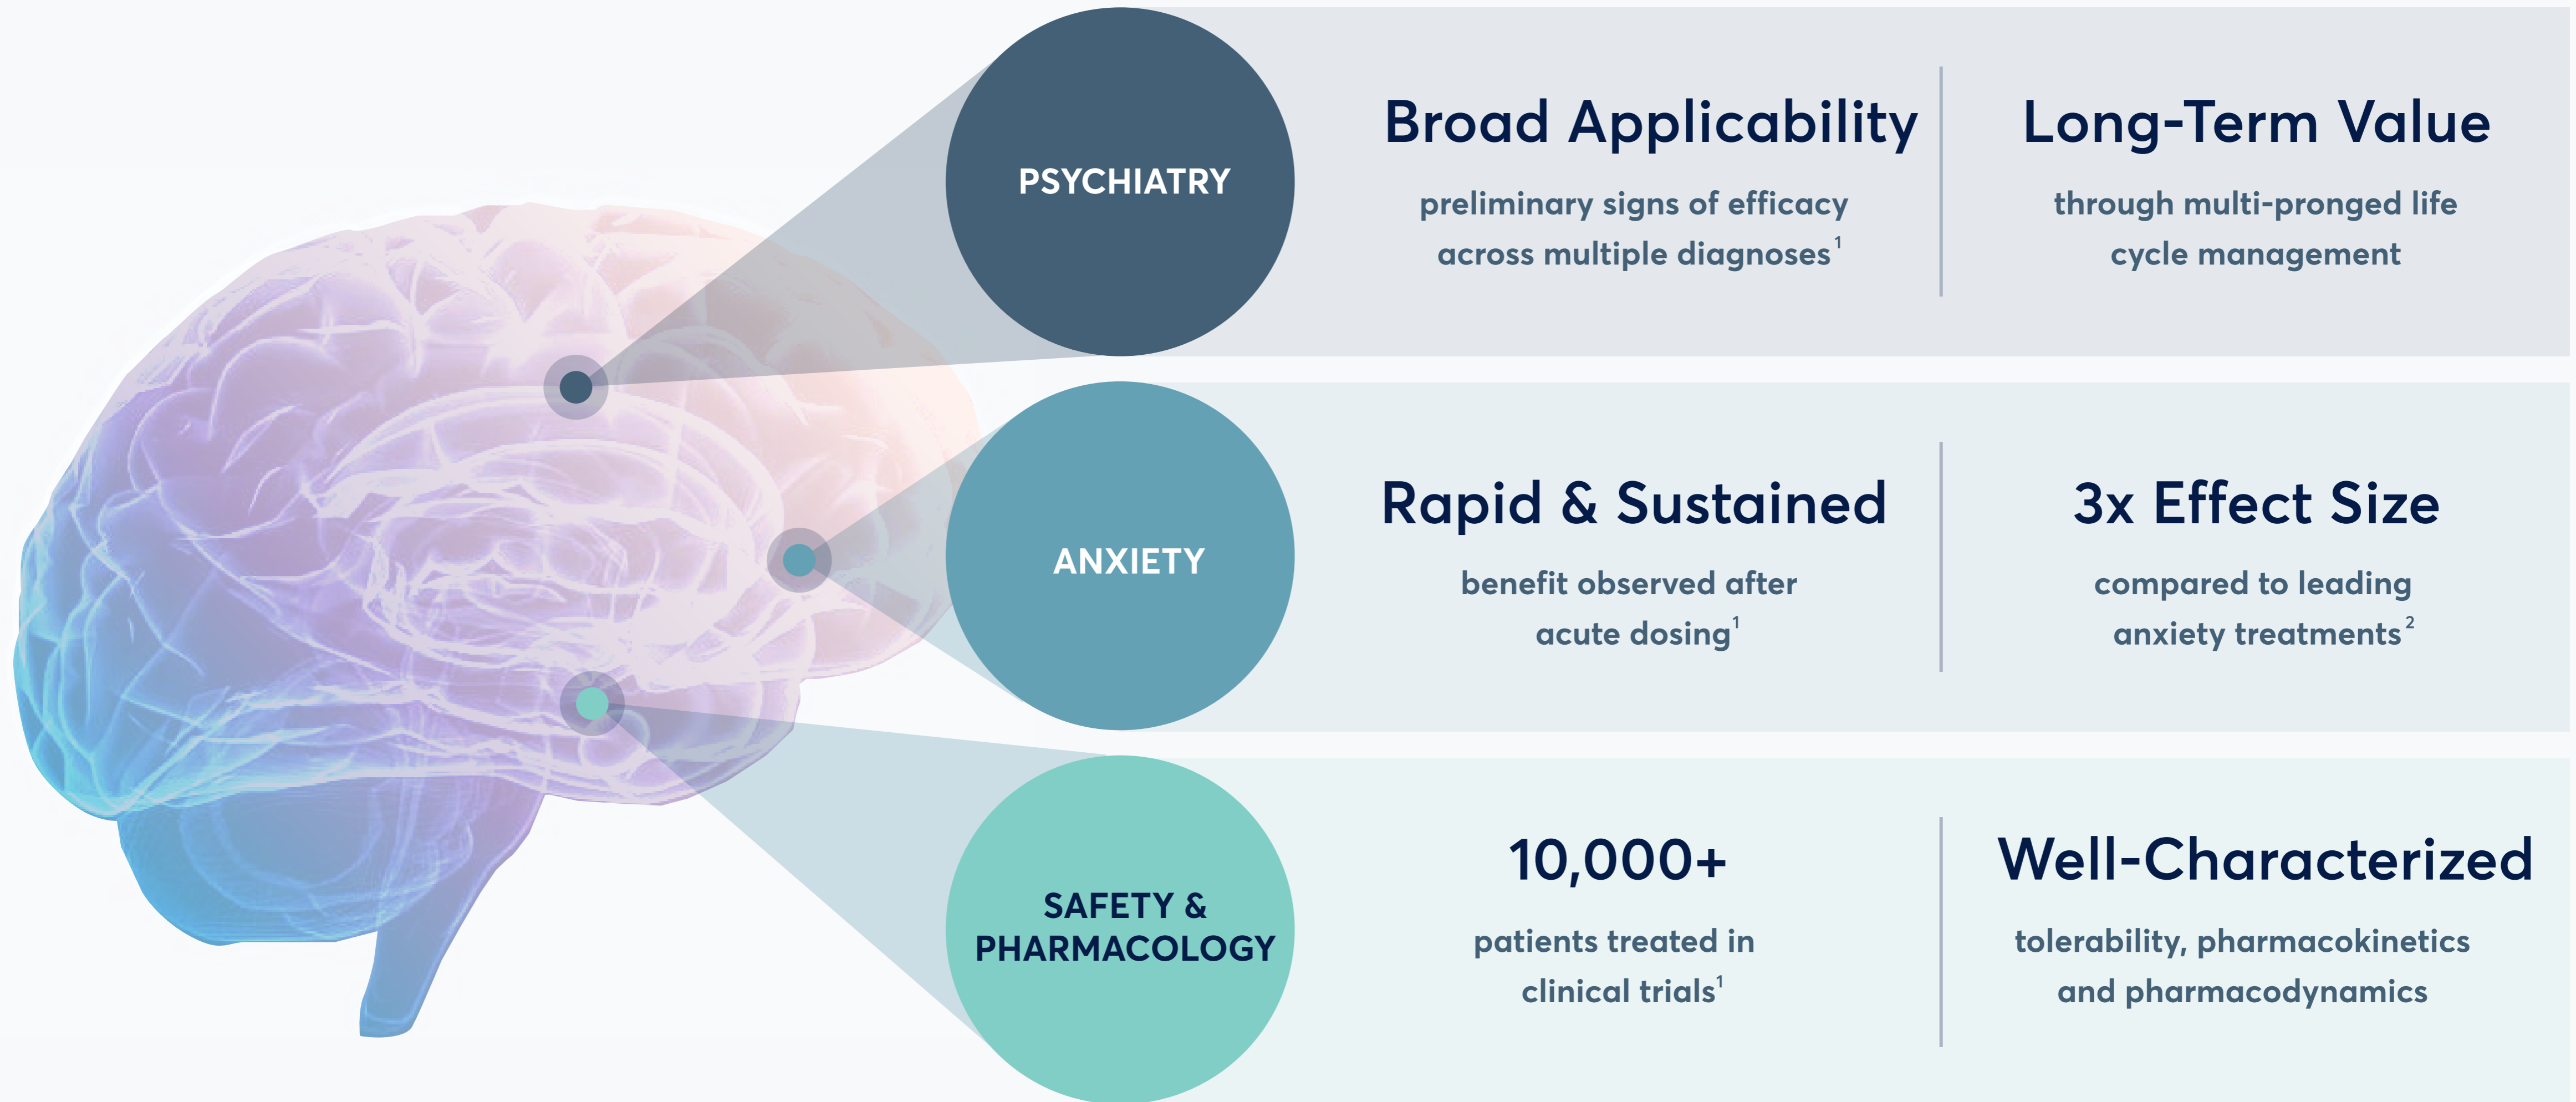 PSYCHIATRY
Broad Applicability
preliminary signs of efficacy
across multiple diagnoses¹
Long-Term Value
through multi-pronged life
cycle management
ANXIETY
Rapid & Sustained
benefit observed after
acute dosing¹
3x Effect Size
compared to leading
anxiety treatments²
SAFETY &
PHARMACOLOGY
10,000+
patients treated in
clinical trials¹
Well-Characterized
tolerability, pharmacokinetics
and pharmacodynamics